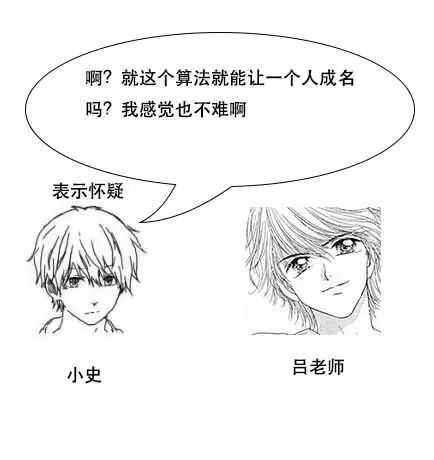 啊？就这个算法就能让一个人成名
吗？我感觉也不难啊
表示怀疑
小史
吕老师